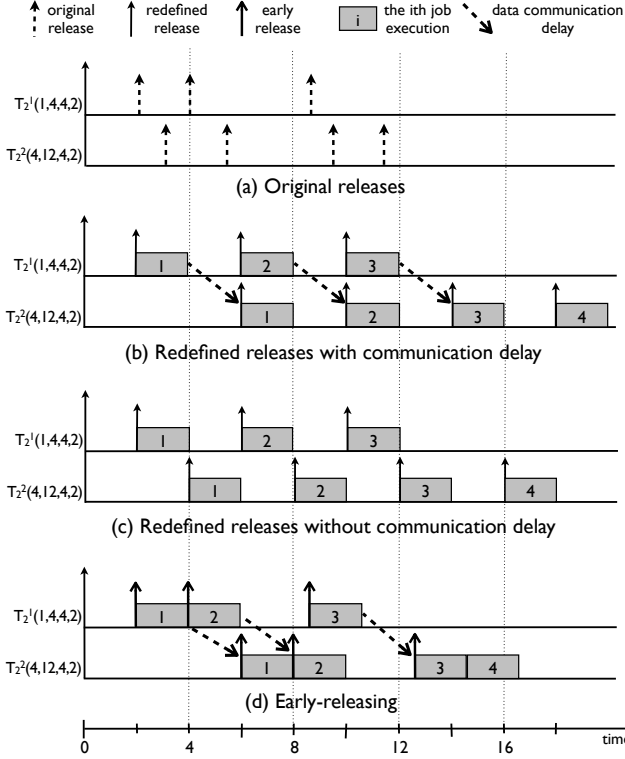 original release
redefined release
early release
i
the ith job execution
data communication delay
T₂¹(1,4,4,2)
T₂²(4,12,4,2)
(a) Original releases
T₂¹(1,4,4,2)
1 2 3
T₂²(4,12,4,2)
1 2 3 4
(b) Redefined releases with communication delay
T₂¹(1,4,4,2)
1 2 3
T₂²(4,12,4,2)
1 2 3 4
(c) Redefined releases without communication delay
T₂¹(1,4,4,2)
1 2 3
T₂²(4,12,4,2)
1 2 3 4
(d) Early-releasing
0 4 8 12 16 time